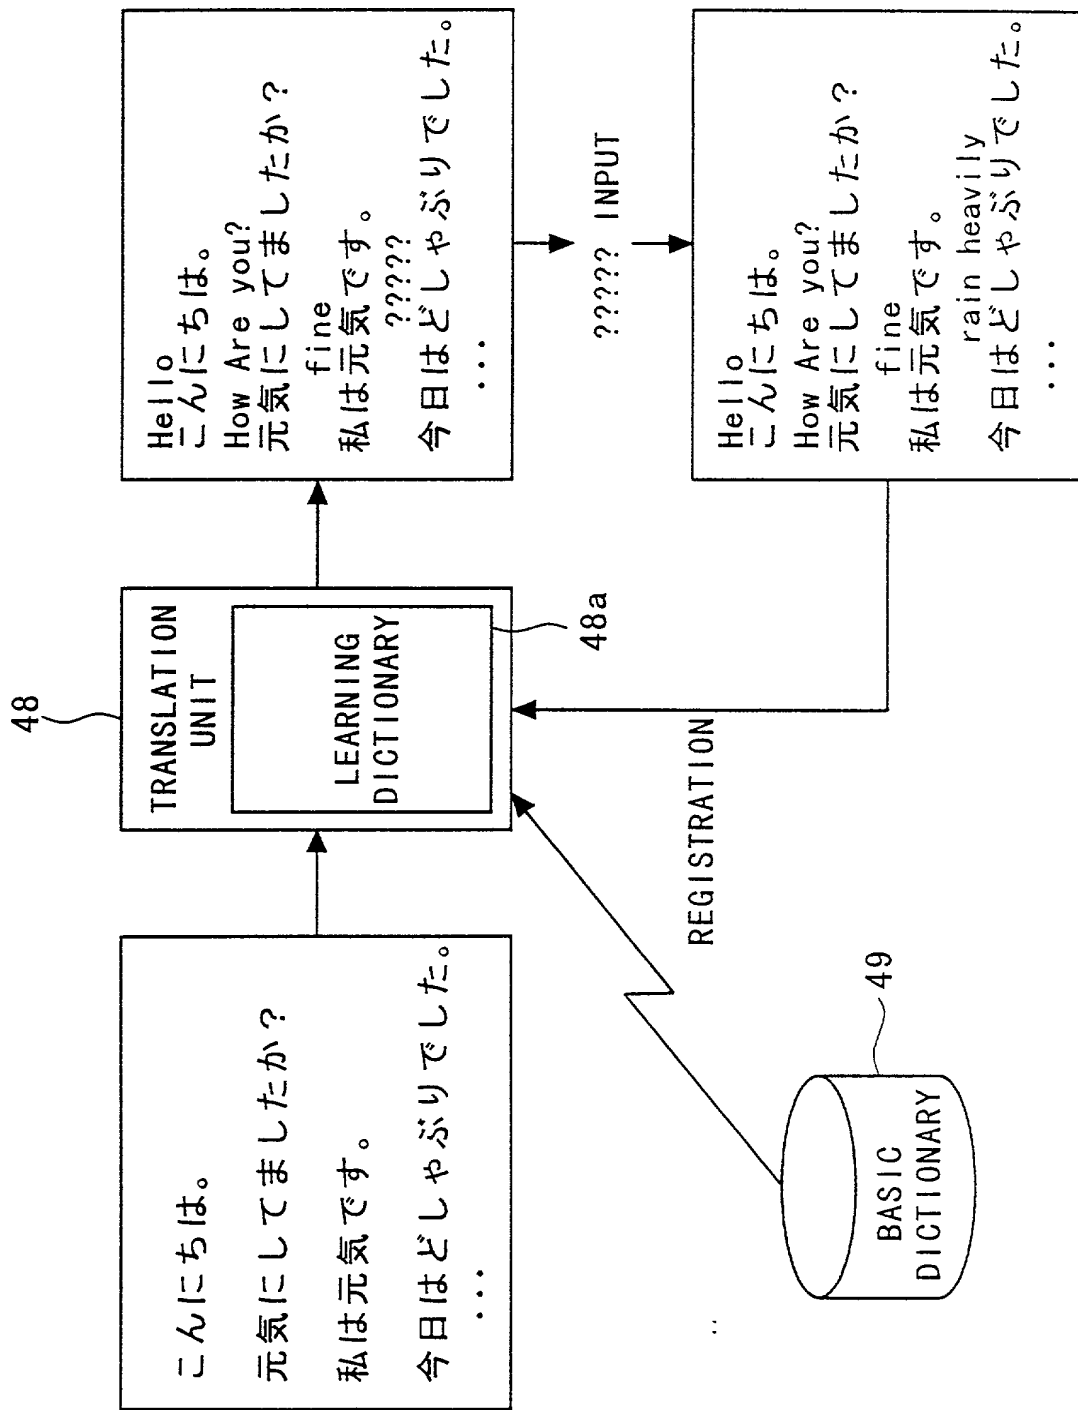 こんにちは。
元気にしてましたか？
私は元気です。
今日はどしゃぶりでした。
・・・
48
TRANSLATION
UNIT
LEARNING
DICTIONARY
48a
Hello
こんにちは。
How Are you?
元気にしてましたか？
fine
私は元気です。
?????
今日はどしゃぶりでした。
・・・
????? INPUT
BASIC
DICTIONARY
49
REGISTRATION
Hello
こんにちは。
How Are you?
元気にしてましたか？
fine
私は元気です。
rain heavily
今日はどしゃぶりでした。
・・・